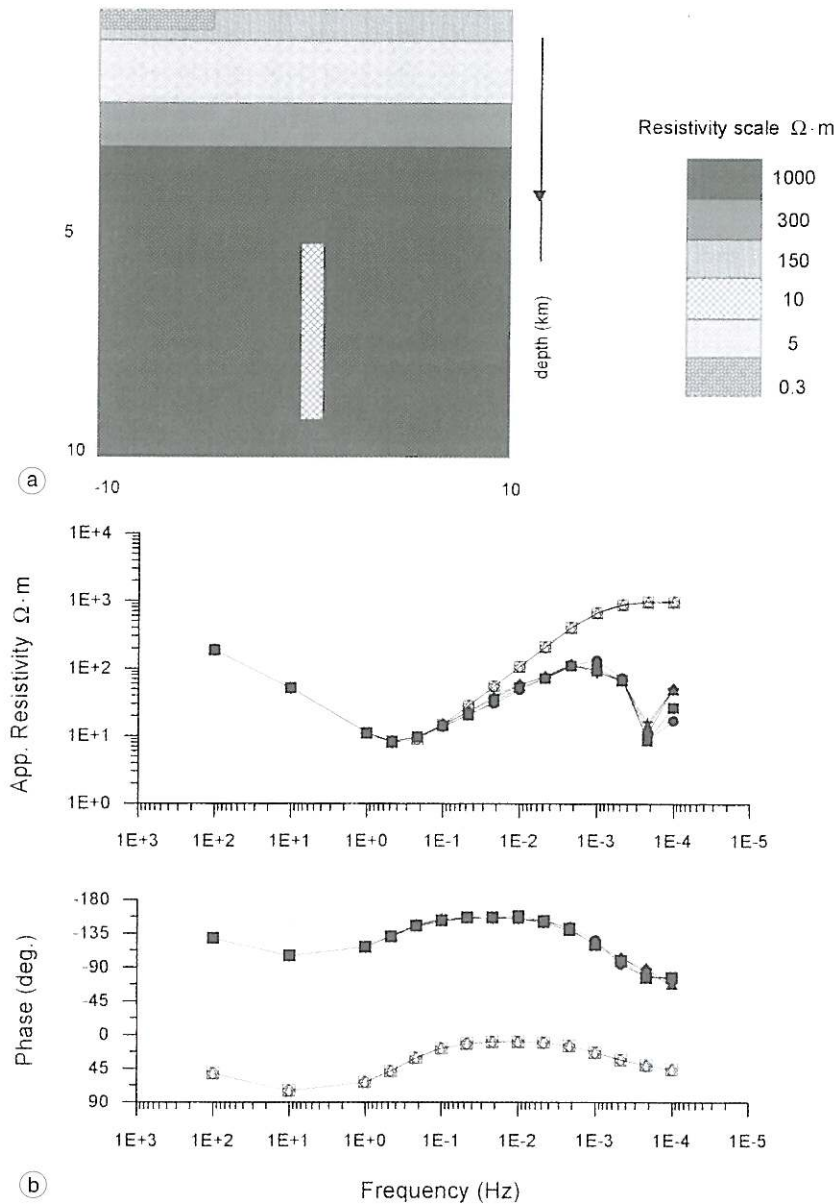 Resistivity scale Ω·m
1000
300
150
10
5
0.3
5
10
depth (km)
-10
10
a
App. Resistivity Ω·m
1E+4
1E+3
1E+2
1E+1
1E+0
1E+3 1E+2 1E+1 1E+0 1E-1 1E-2 1E-3 1E-4 1E-5
Phase (deg.)
-180
-135
-90
-45
0
45
90
1E+3 1E+2 1E+1 1E+0 1E-1 1E-2 1E-3 1E-4 1E-5
b
Frequency (Hz)